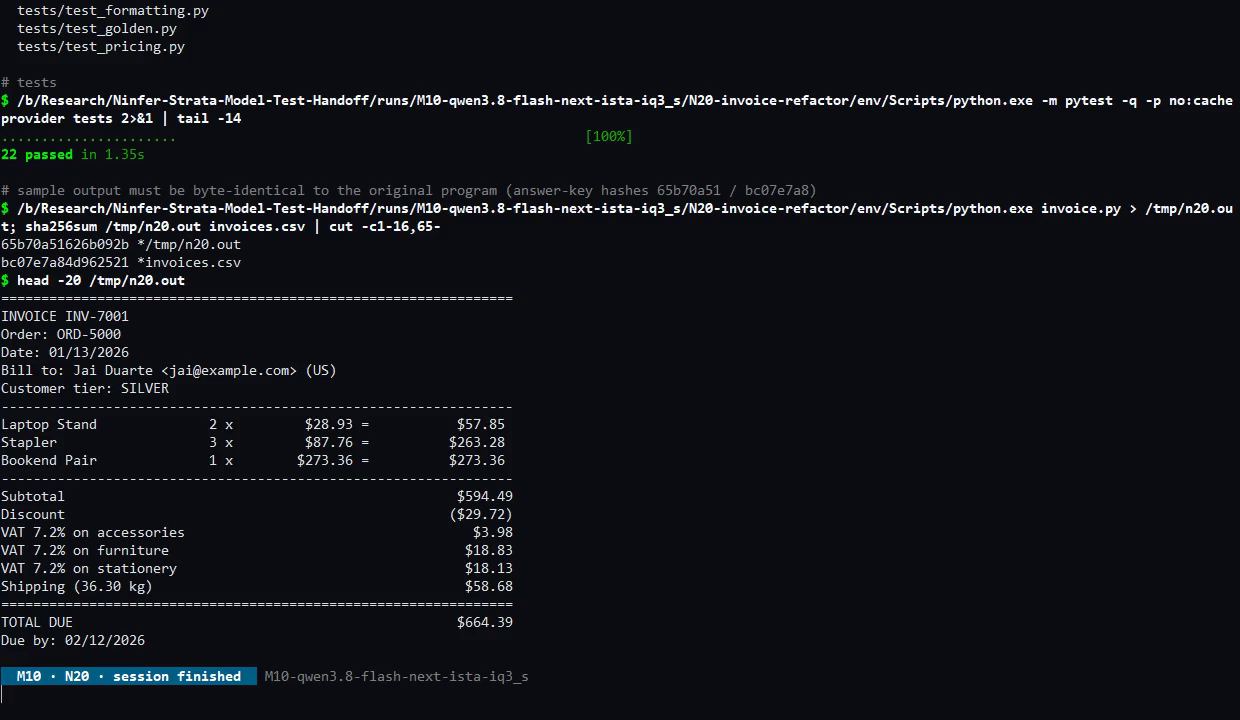 tests/test_formatting.py
  tests/test_golden.py
  tests/test_pricing.py
# tests
$ /b/Research/Ninfer-Strata-Model-Test-Handoff/runs/M10-qwen3.8-flash-next-ista-iq3_s/N20-invoice-refactor/env/Scripts/python.exe -m pytest -q -p no:cache
provider tests 2>&1 | tail -14
...................... [100%]
22 passed in 1.35s
# sample output must be byte-identical to the original program (answer-key hashes 65b70a51 / bc07e7a8)
$ /b/Research/Ninfer-Strata-Model-Test-Handoff/runs/M10-qwen3.8-flash-next-ista-iq3_s/N20-invoice-refactor/env/Scripts/python.exe invoice.py > /tmp/n20.ou
t; sha256sum /tmp/n20.out invoices.csv | cut -c1-16,65-
65b70a51626b092b */tmp/n20.out
bc07e7a84d962521 *invoices.csv
$ head -20 /tmp/n20.out
================================================================
INVOICE INV-7001
Order: ORD-5000
Date: 01/13/2026
Bill to: Jai Duarte <jai@example.com> (US)
Customer tier: SILVER
----------------------------------------------------------------
Laptop Stand              2 x         $28.93 =           $57.85
Stapler                   3 x         $87.76 =          $263.28
Bookend Pair              1 x        $273.36 =          $273.36
----------------------------------------------------------------
Subtotal                                                 $594.49
Discount                                                ($29.72)
VAT 7.2% on accessories                                    $3.98
VAT 7.2% on furniture                                     $18.83
VAT 7.2% on stationery                                    $18.13
Shipping (36.30 kg)                                       $58.68
================================================================
TOTAL DUE                                                $664.39
Due by: 02/12/2026
M10 · N20 · session finished M10-qwen3.8-flash-next-ista-iq3_s